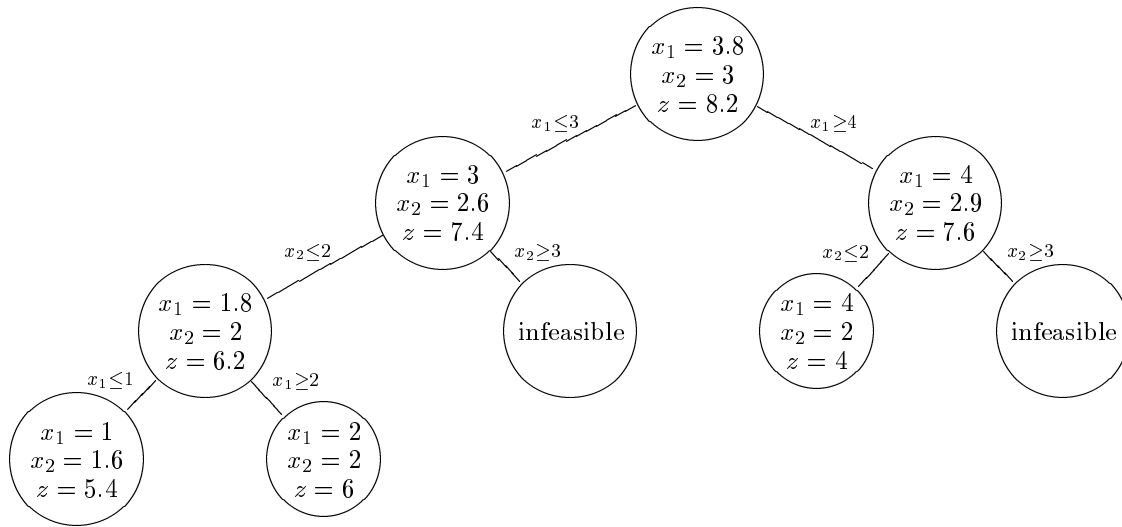 x₁ = 3.8
x₂ = 3
z = 8.2
x₁≤3
x₁≥4
x₁ = 3
x₂ = 2.6
z = 7.4
x₁ = 4
x₂ = 2.9
z = 7.6
x₂≤2
x₂≥3
x₂≤2
x₂≥3
x₁ = 1.8
x₂ = 2
z = 6.2
infeasible
x₁ = 4
x₂ = 2
z = 4
infeasible
x₁≤1
x₁≥2
x₁ = 1
x₂ = 1.6
z = 5.4
x₁ = 2
x₂ = 2
z = 6